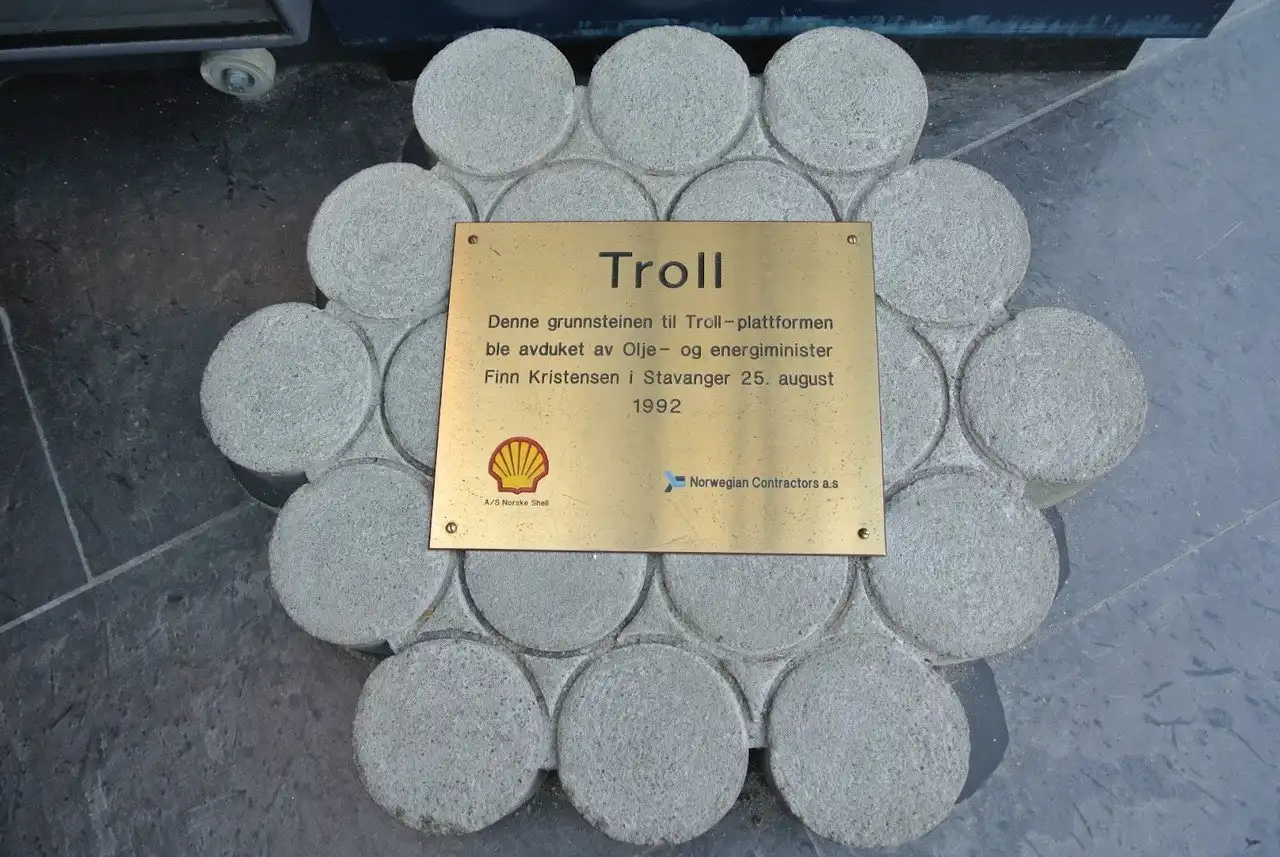 Troll
Denne grunnsteinen til Troll-plattformen
ble avduket av Olje- og energiminister
Finn Kristensen i Stavanger 25. august
1992
A/S Norske Shell
Norwegian Contractors a.s